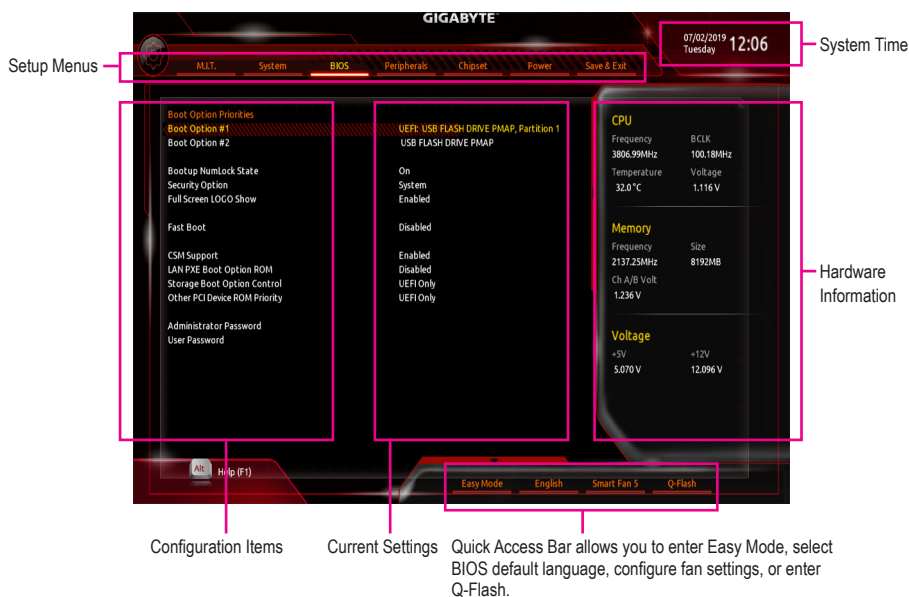 GIGABYTE
07/02/2019
Tuesday
12:06
System Time
Setup Menus
M.I.T. System BIOS Peripherals Chipset Power Save & Exit
Boot Option Priorities
Boot Option #1 UEFI: USB FLASH DRIVE PMAP, Partition 1
Boot Option #2 USB FLASH DRIVE PMAP
Bootup NumLock State On
Security Option System
Full Screen LOGO Show Enabled
Fast Boot Disabled
CSM Support Enabled
LAN PXE Boot Option ROM Disabled
Storage Boot Option Control UEFI Only
Other PCI Device ROM Priority UEFI Only
Administrator Password
User Password
CPU
Frequency BCLK
3806.99MHz 100.18MHz
Temperature Voltage
32.0 °C 1.116 V
Memory
Frequency Size
2137.25MHz 8192MB
Ch A/B Volt
1.236 V
Voltage
+5V +12V
5.070 V 12.096 V
Hardware
Information
Alt Help (F1)
Easy Mode English Smart Fan 5 Q-Flash
Configuration Items
Current Settings
Quick Access Bar allows you to enter Easy Mode, select
BIOS default language, configure fan settings, or enter
Q-Flash.